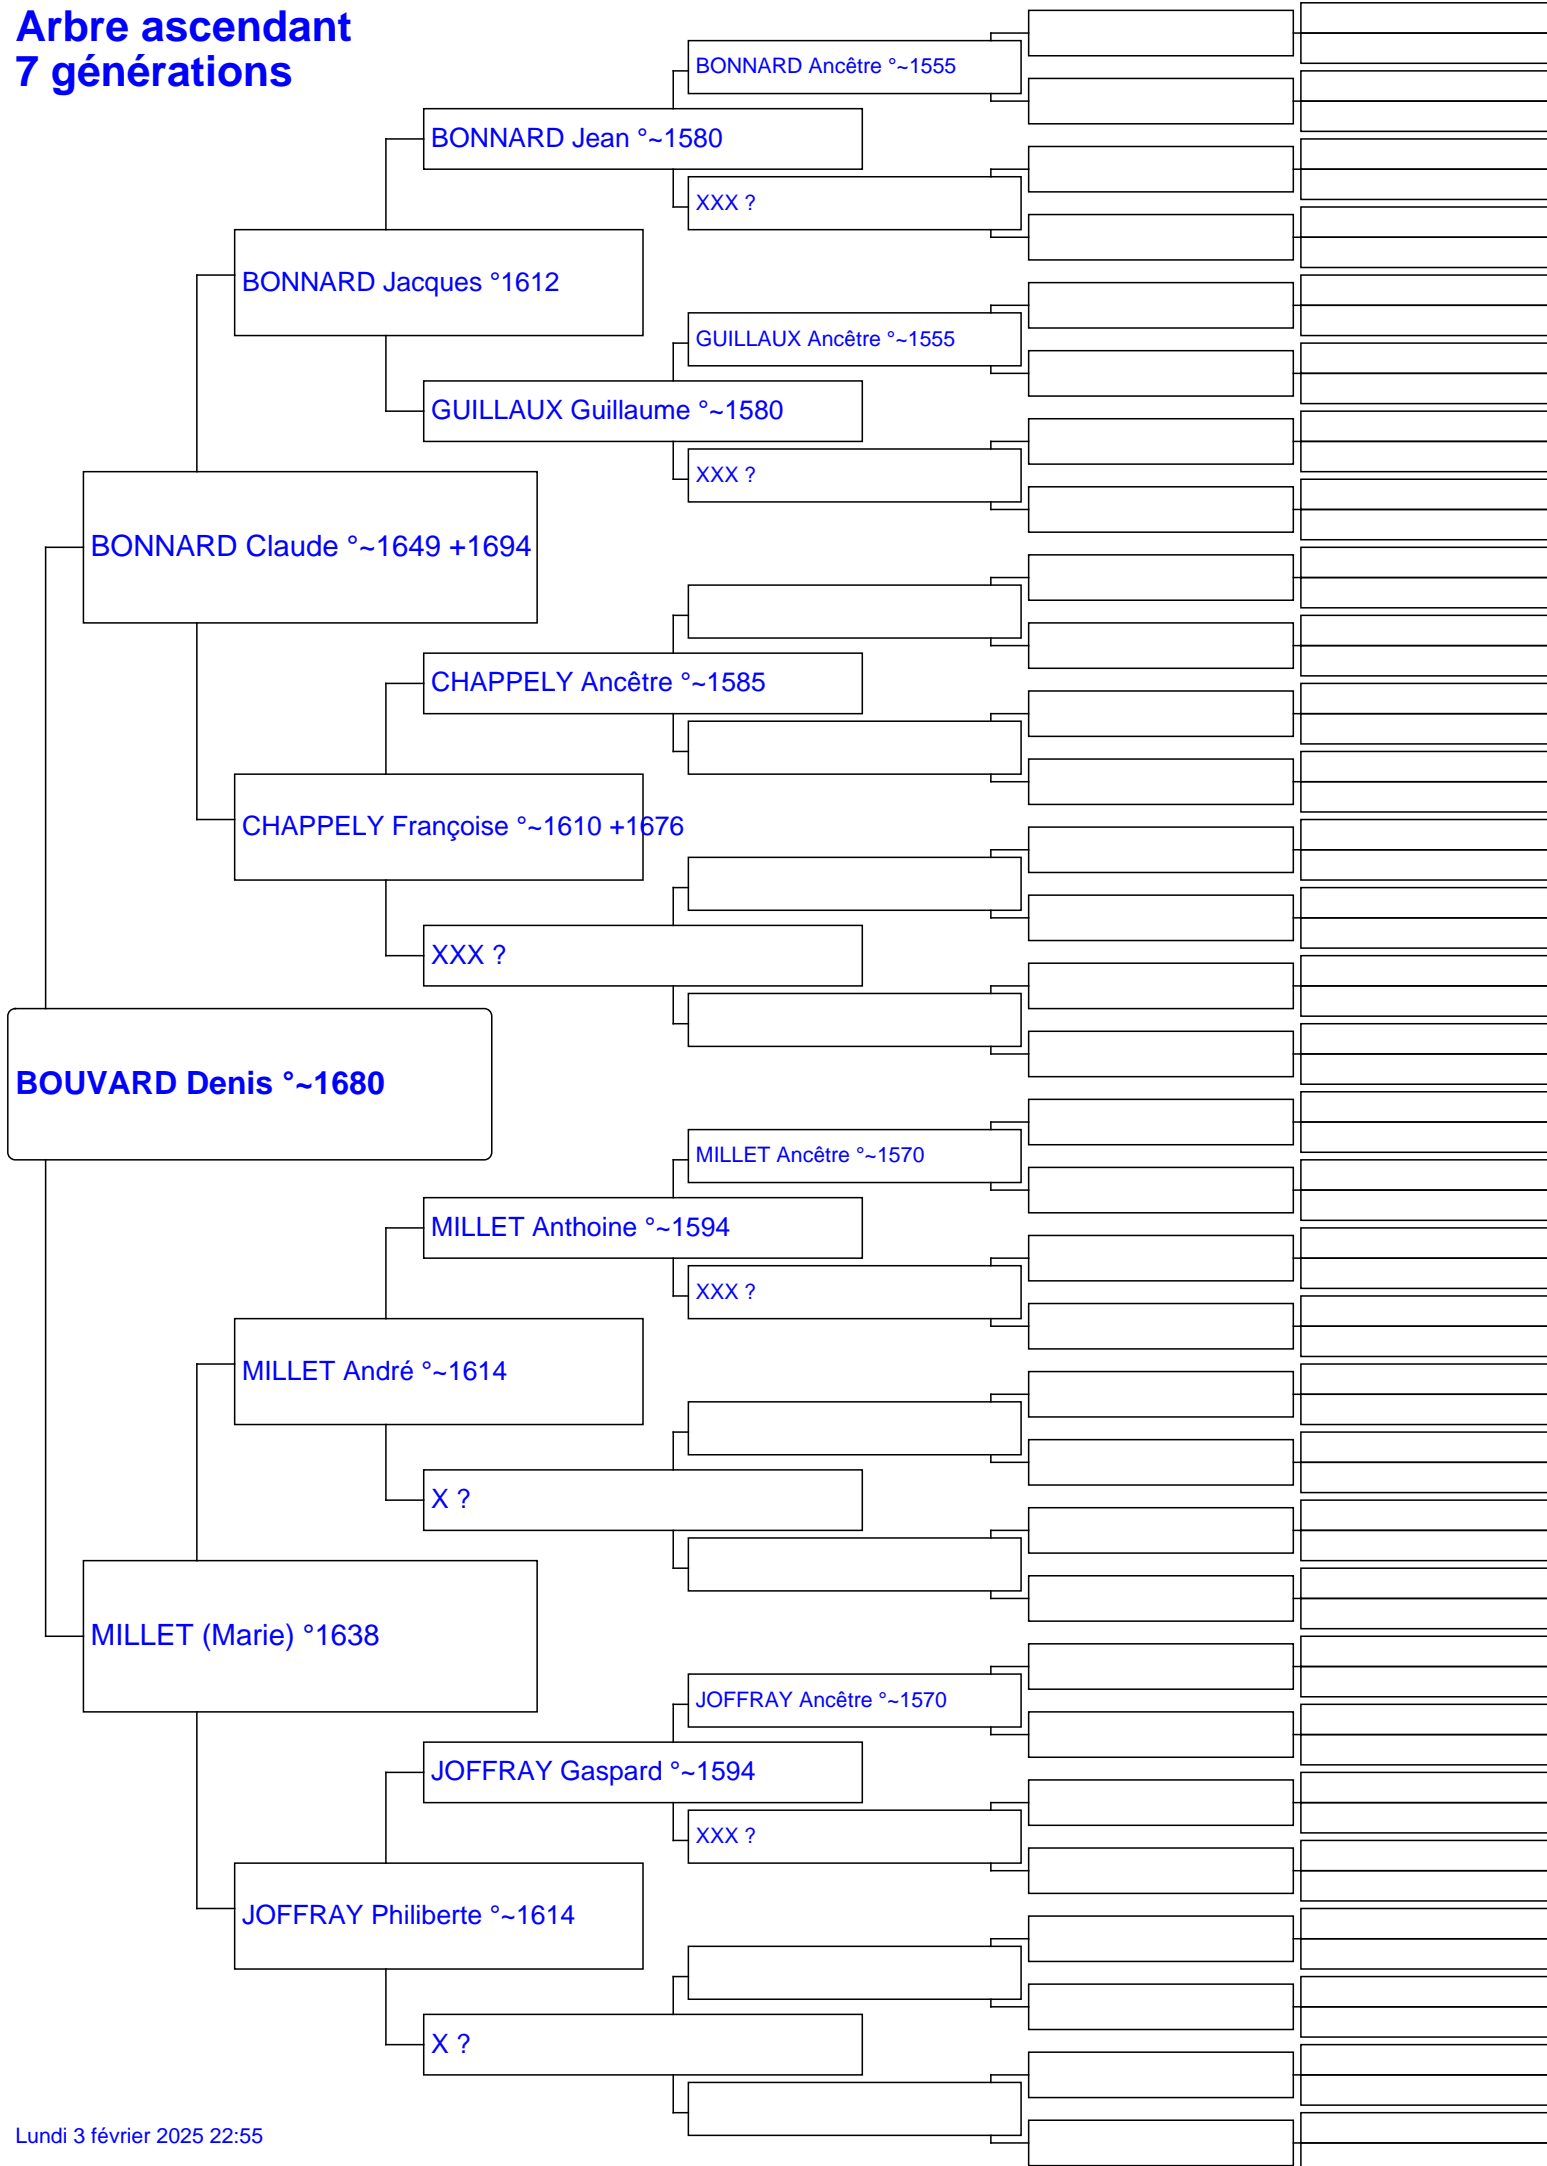 Arbre ascendant
7 générations
BONNARD Ancêtre °~1555
BONNARD Jean °~1580
XXX ?
BONNARD Jacques °1612
GUILLAUX Ancêtre °~1555
GUILLAUX Guillaume °~1580
XXX ?
BONNARD Claude °~1649 +1694
CHAPPELY Ancêtre °~1585
CHAPPELY Françoise °~1610 +1676
XXX ?
BOUVARD Denis °~1680
MILLET Ancêtre °~1570
MILLET Anthoine °~1594
XXX ?
MILLET André °~1614
X ?
MILLET (Marie) °1638
JOFFRAY Ancêtre °~1570
JOFFRAY Gaspard °~1594
XXX ?
JOFFRAY Philiberte °~1614
X ?
Lundi 3 février 2025 22:55